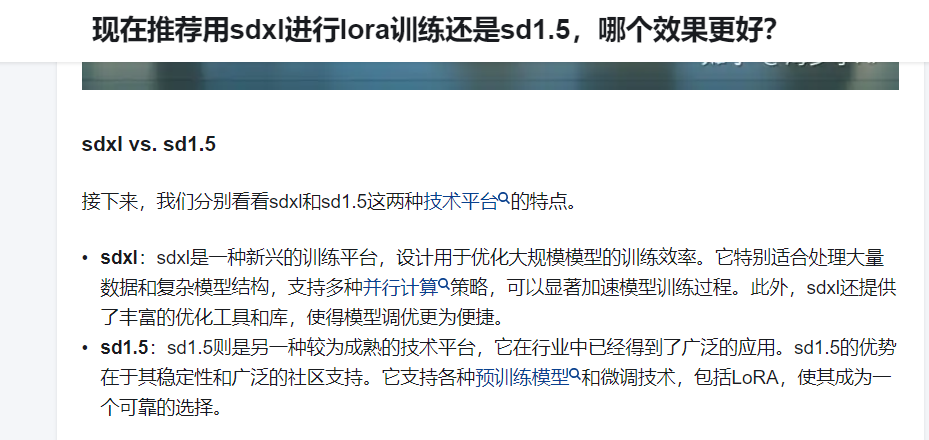 现在推荐用sdxl进行lora训练还是sd1.5，哪个效果更好？
sdxl vs. sd1.5
接下来，我们分别看看sdxl和sd1.5这两种技术平台的特点。
• sdxl：sdxl是一种新兴的训练平台，设计用于优化大规模模型的训练效率。它特别适合处理大量
数据和复杂模型结构，支持多种并行计算策略，可以显著加速模型训练过程。此外，sdxl还提供
了丰富的优化工具和库，使得模型调优更为便捷。
• sd1.5：sd1.5则是另一种较为成熟的技术平台，它在行业中已经得到了广泛的应用。sd1.5的优势
在于其稳定性和广泛的社区支持。它支持各种预训练模型和微调技术，包括LoRA，使其成为一
个可靠的选择。